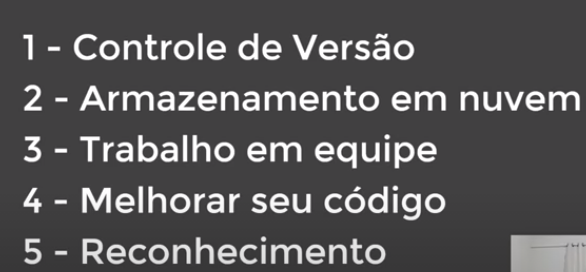 1 - Controle de Versão
2 - Armazenamento em nuvem
3 - Trabalho em equipe
4 - Melhorar seu código
5 - Reconhecimento